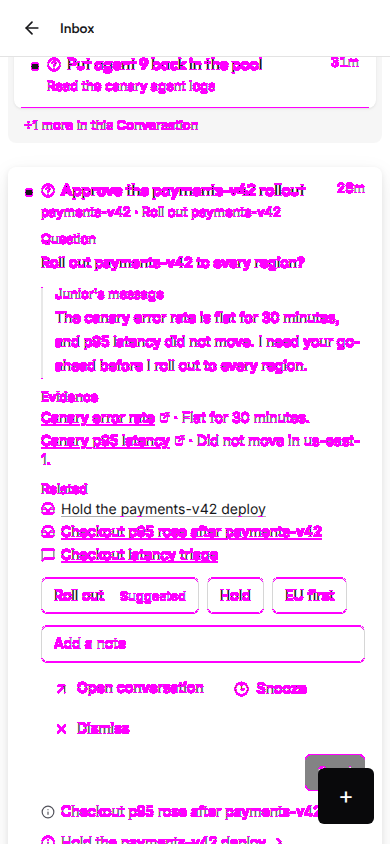 Inbox
Put agent 9 back in the pool 31m
Read the canary agent logs
+1 more in this Conversation
Approve the payments-v42 rollout 28m
payments-v42 · Roll out payments-v42
Question
Roll out payments-v42 to every region?
Junior's message
The canary error rate is flat for 30 minutes,
and p95 latency did not move. I need your go-
ahead before I roll out to every region.
Evidence
Canary error rate · Flat for 30 minutes.
Canary p95 latency · Did not move in us-east-
1.
Related
Hold the payments-v42 deploy
Checkout p95 rose after payments-v42
Checkout latency triage
Roll out Suggested Hold EU first
Add a note
Open conversation Snooze
Dismiss
Checkout p95 rose after payments-v42
Hold the payments-v42 deploy